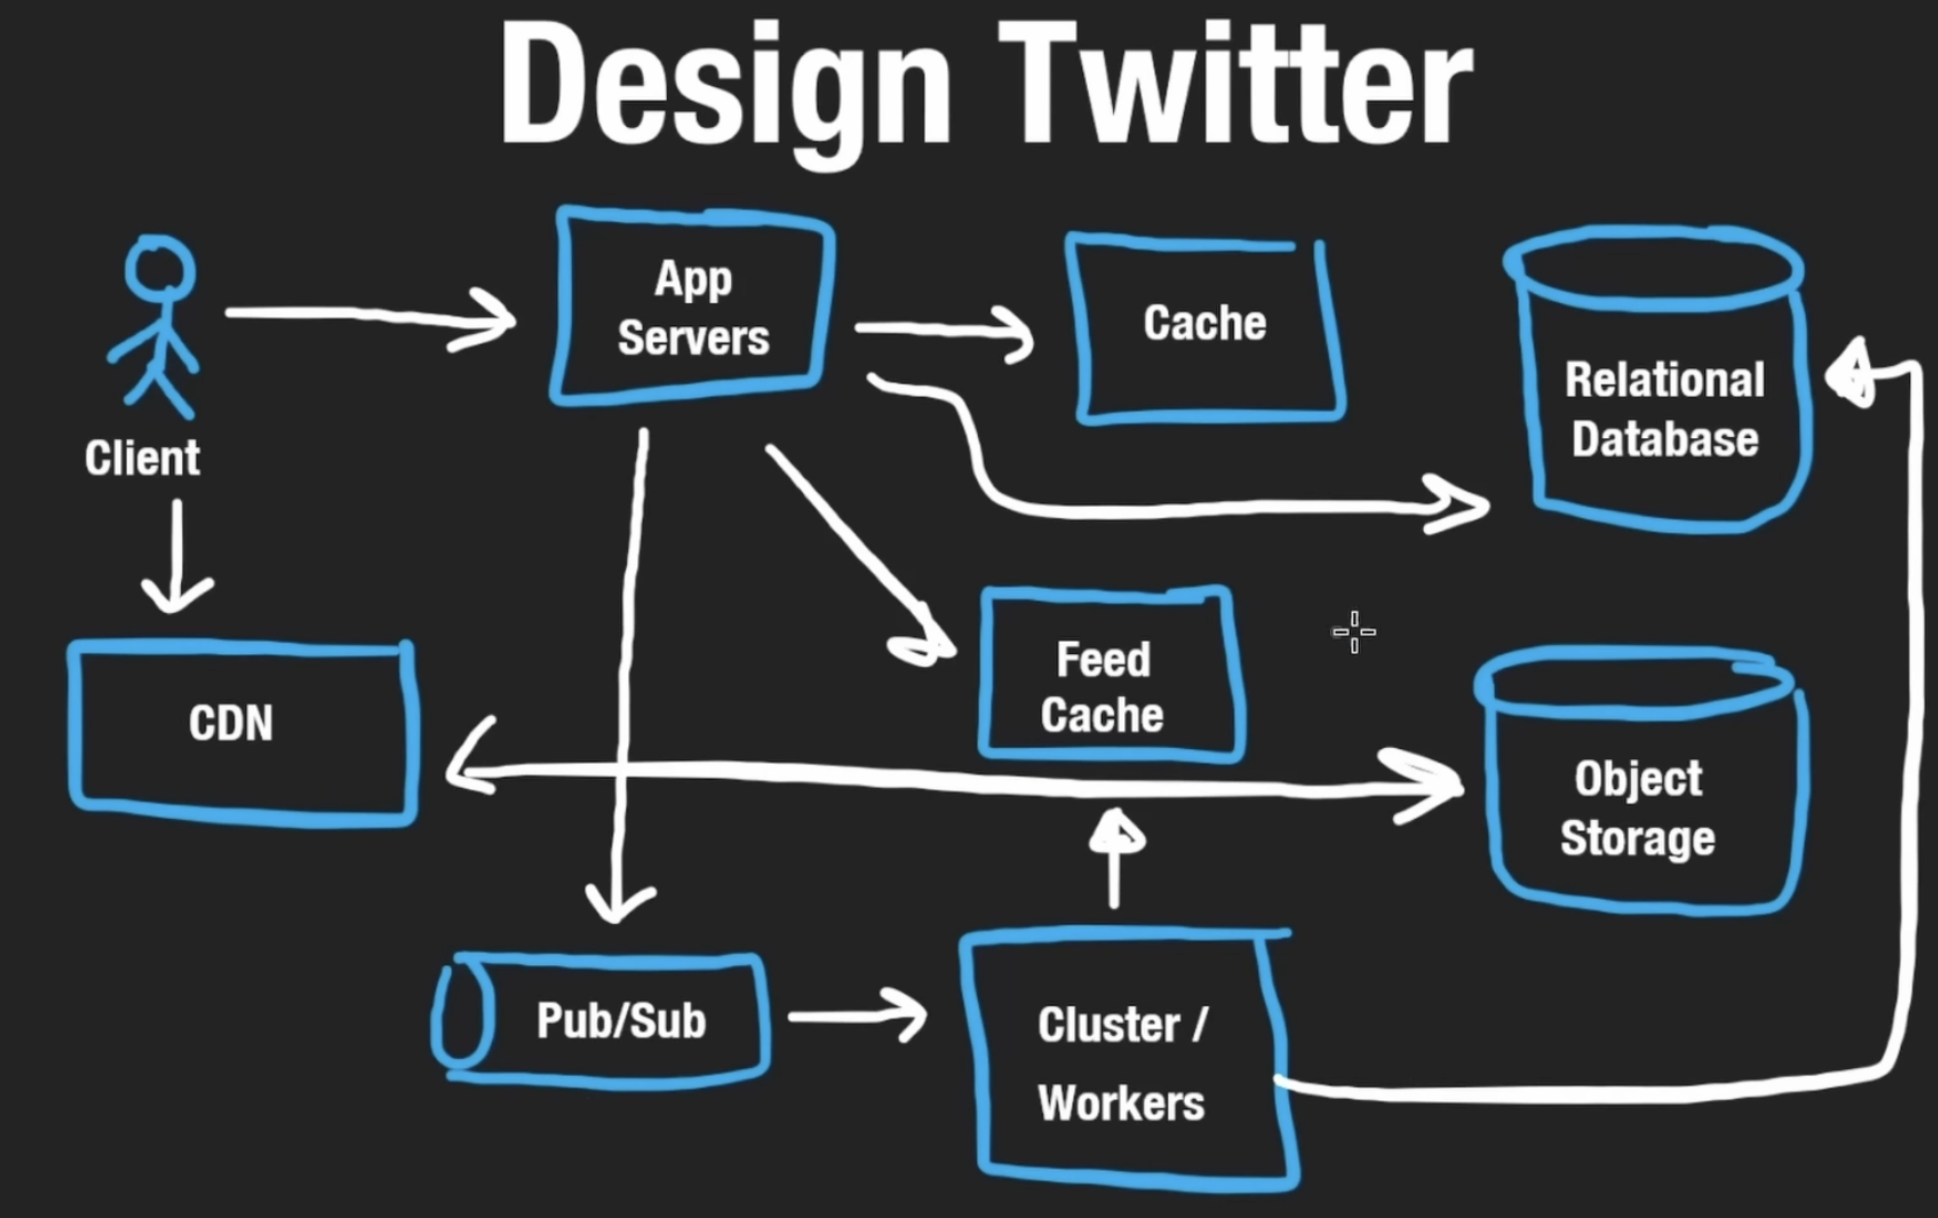 Design Twitter
App
Servers
Cache
Relational
Database
Client
Feed
Cache
CDN
Object
Storage
Pub/Sub
Cluster /
Workers